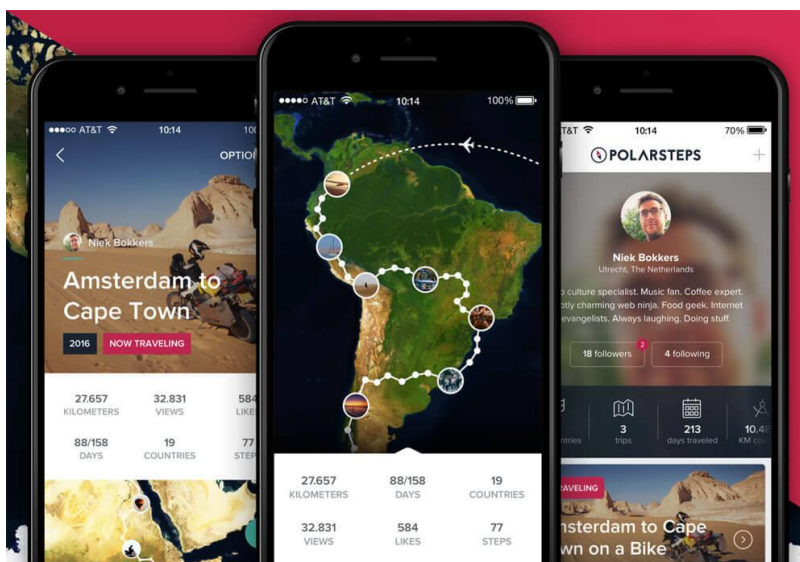 AT&T
10:14
10
OPTIO
Niek Bokkers
Amsterdam to
Cape Town
2016
NOW TRAVELING
27.657
KILOMETERS
32.831
VIEWS
584
LIKE
88/158
DAYS
19
COUNTRIES
77
STEP
AT&T
10:14
100%
27.657
KILOMETERS
88/158
DAYS
19
COUNTRIES
32.831
VIEWS
584
LIKES
77
STEPS
T&T
10:14
70%
POLARSTEPS
Niek Bokkers
Utrecht, The Netherlands
culture specialist. Music fan. Coffee expert.
tly charming web ninja. Food geek. Internet
evangelists. Always laughing. Doing stuff.
18 followers
2
4 following
ntries
3
trips
213
days traveled
10.48
KM
AVELING
nsterdam to Cape
wn on a Bike